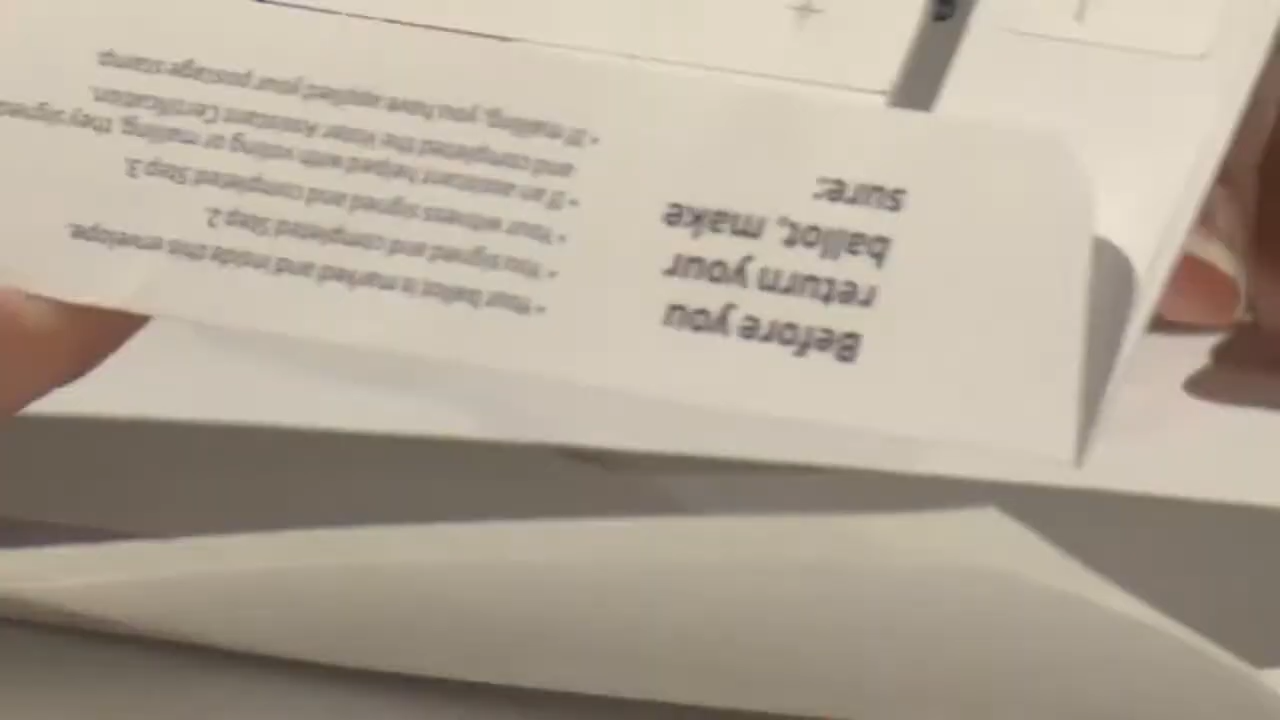 Before you
return your
ballot, make
sure:
• Your ballot is marked and inside this envelope.
• You signed and completed Step 2.
• Your witness signed and completed Step 3.
• If an assistant helped with voting or mailing, they signed
and completed the Voter Assistant Certification.
• If mailing, you have applied your postage stamp.